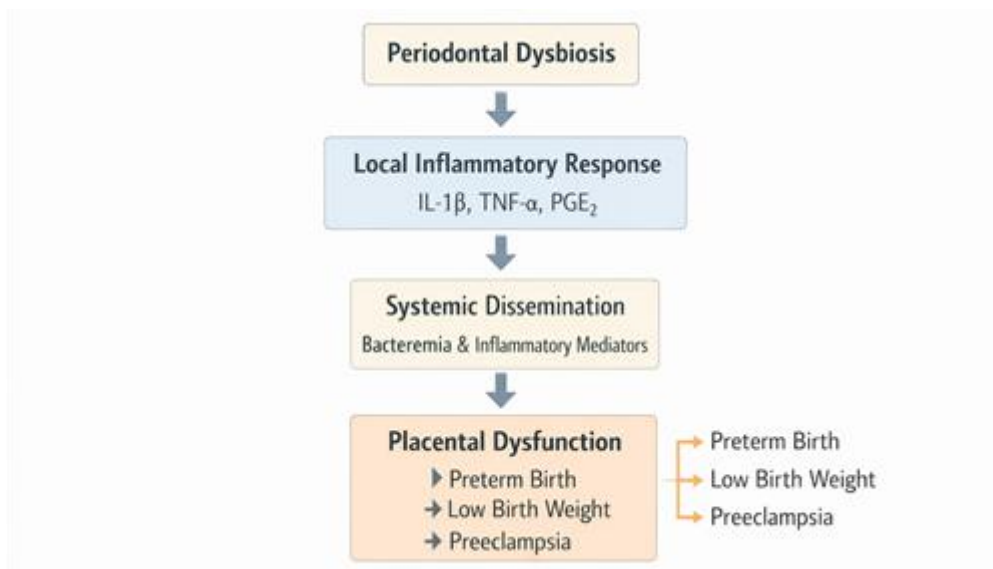 Periodontal Dysbiosis
Local Inflammatory Response
IL-1β, TNF-α, PGE₂
Systemic Dissemination
Bacteremia & Inflammatory Mediators
Placental Dysfunction
Preterm Birth
Low Birth Weight
Preeclampsia
Preterm Birth
Low Birth Weight
Preeclampsia